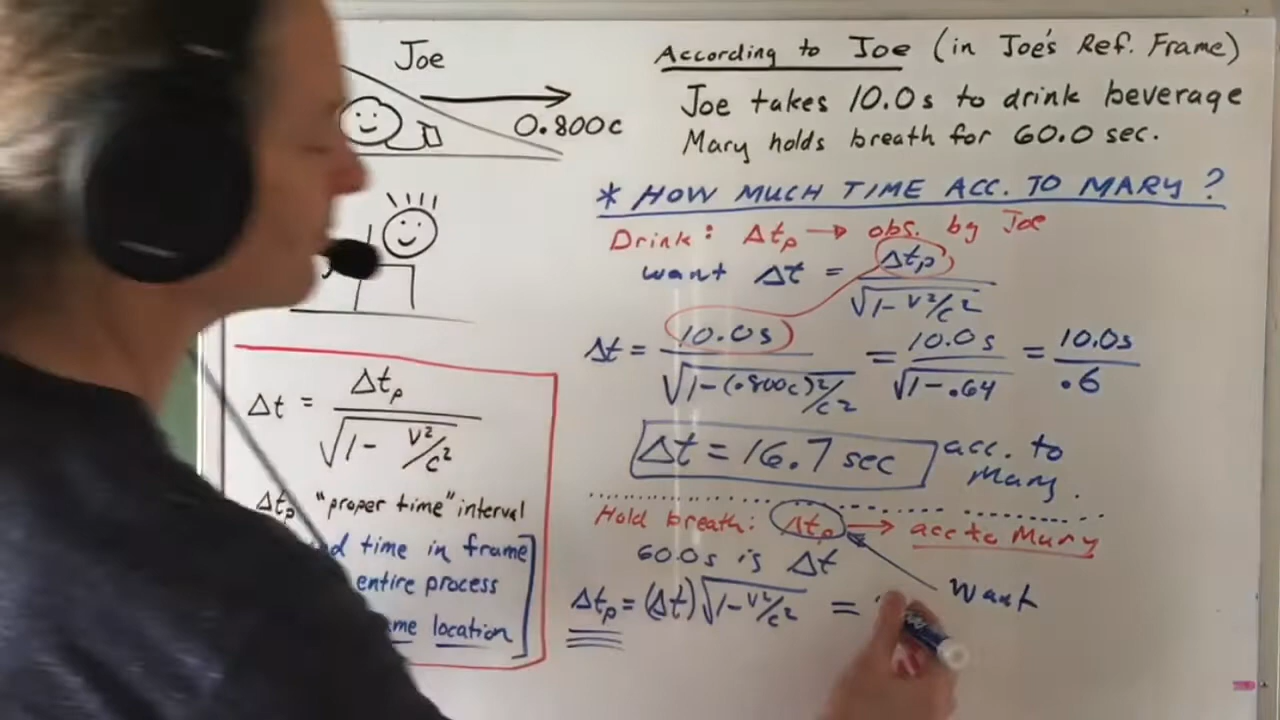 Joe
0.800c
According to Joe (in Joe's Ref. Frame)
Joe takes 10.0s to drink beverage
Mary holds breath for 60.0 sec.
* HOW MUCH TIME ACC. TO MARY?
Drink: Δtₚ → obs. by Joe
want Δt = Δtₚ / √1 - v²/c²
Δt = 10.0s / √1-(.800c)²/c² = 10.0s / √1-.64 = 10.0s / .6
Δt = 16.7 sec acc. to Mary.
Hold breath: Δtₚ → acc to Mary
60.0s is Δt
Want
Δtₚ = (Δt)√1-v²/c² =
Δt = Δtₚ / √1 - v²/c²
Δtₚ "proper time" interval
time in frame
entire process
location